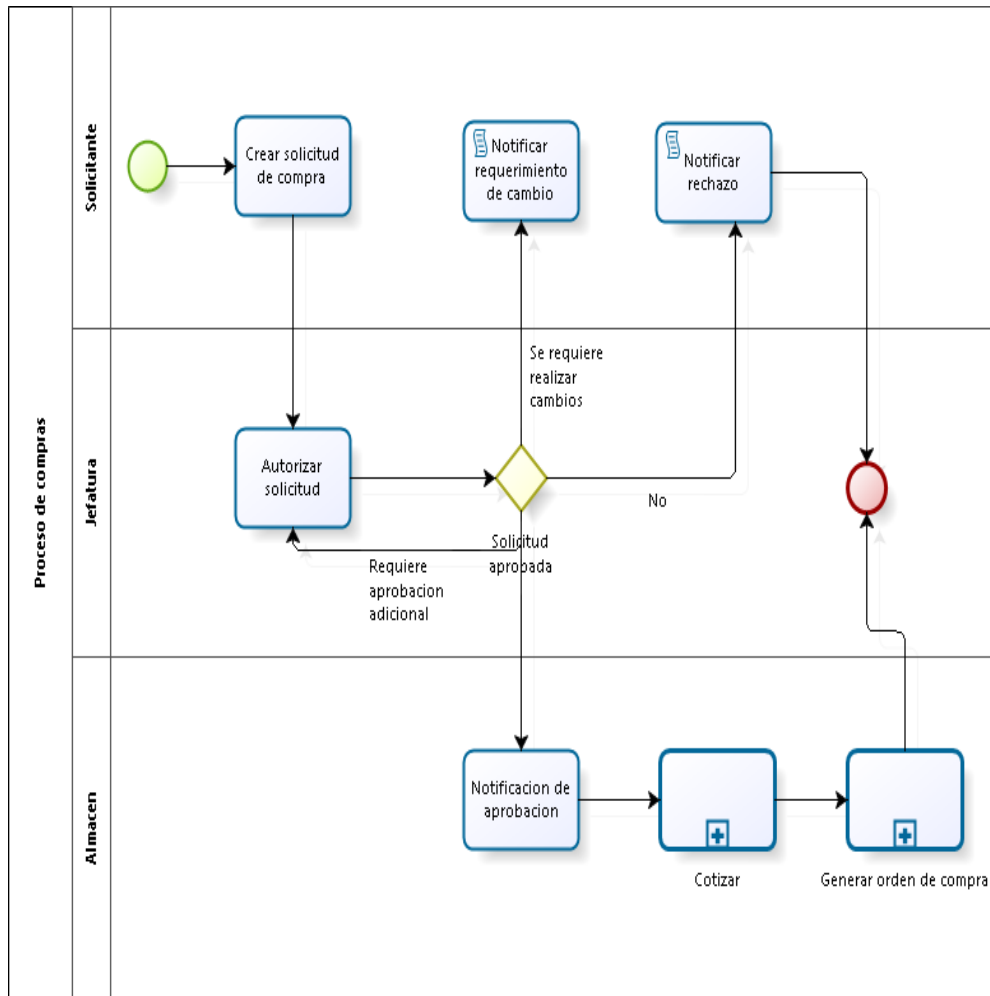 Proceso de compras
Solicitante
Crear solicitud
de compra
Notificar
requerimiento
de cambio
Notificar
rechazo
Jefatura
Se requiere
realizar
cambios
Autorizar
solicitud
No
Solicitud
aprobada
Requiere
aprobacion
adicional
Almacen
Notificacion de
aprobacion
Cotizar
Generar orden de compra